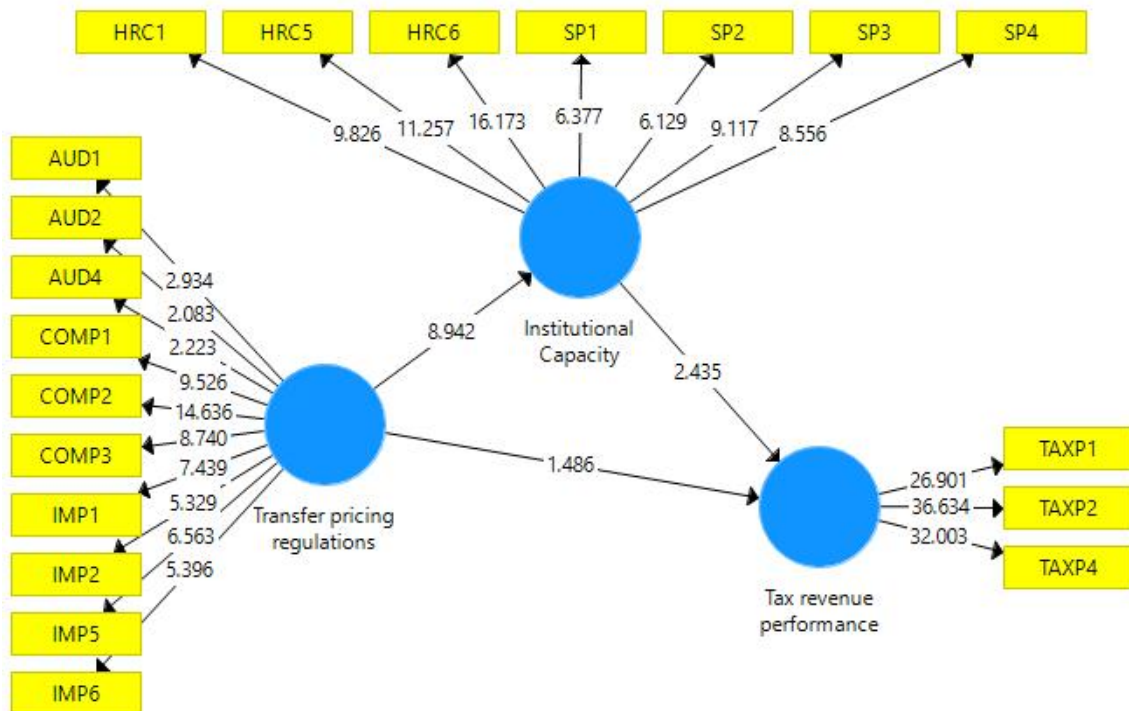 HRC1
HRC5
HRC6
SP1
SP2
SP3
SP4
9.826
11.257
16.173
6.377
6.129
9.117
8.556
AUD1
AUD2
AUD4
COMP1
COMP2
COMP3
IMP1
IMP2
IMP5
IMP6
2.934
2.083
2.223
9.526
14.636
8.740
7.439
5.329
6.563
5.396
Transfer pricing
regulations
8.942
Institutional
Capacity
2.435
1.486
Tax revenue
performance
26.901
36.634
32.003
TAXP1
TAXP2
TAXP4